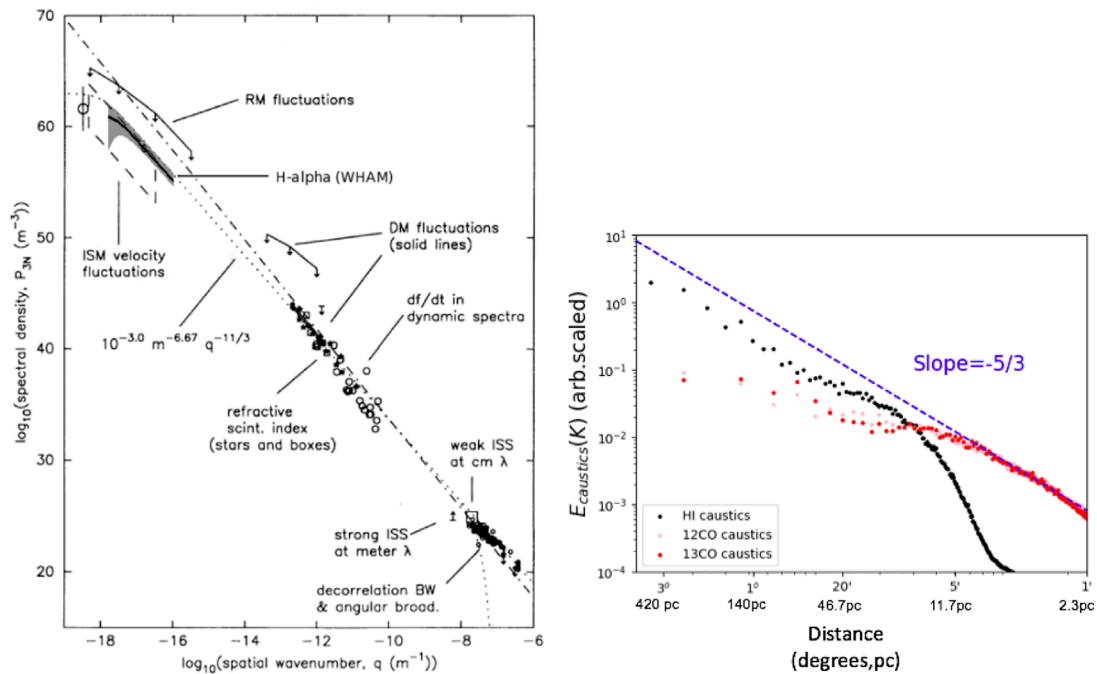 70
60
50
40
30
20
log₁₀(spectral density, P₃N (m⁻³))
RM fluctuations
H-alpha (WHAM)
ISM velocity
fluctuations
DM fluctuations
(solid lines)
10⁻³·⁰ m⁻⁶·⁶⁷ q⁻¹¹/³
df/dt in
dynamic spectra
refractive
scint. index
(stars and boxes)
weak ISS
at cm λ
strong ISS
at meter λ
decorrelation BW
& angular broad.
-18 -16 -14 -12 -10 -8 -6
log₁₀(spatial wavenumber, q (m⁻¹))
10¹
10⁰
10⁻¹
10⁻²
10⁻³
10⁻⁴
E_caustics(K) (arb.scaled)
Slope=-5/3
HI caustics
12CO caustics
13CO caustics
3° 1° 20' 5' 1'
420 pc 140pc 46.7pc 11.7pc 2.3pc
Distance
(degrees,pc)